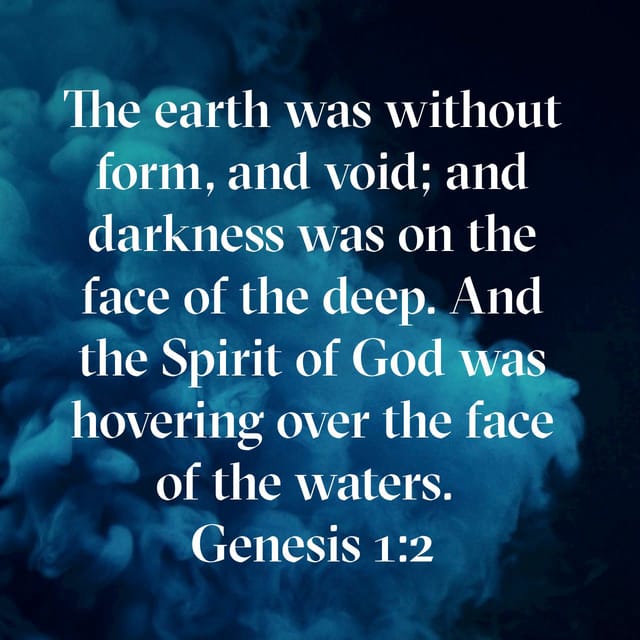 The earth was without
form, and void; and
darkness was on the
face of the deep. And
the Spirit of God was
hovering over the face
of the waters.
Genesis 1:2